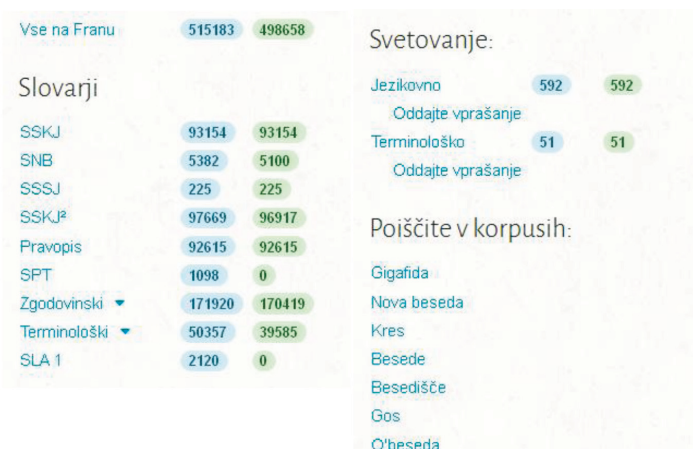 Vse na Franu 515183 498658
Slovarji
SSKJ 93154 93154
SNB 5382 5100
SSSJ 225 225
SSKJ² 97669 96917
Pravopis 92615 92615
SPT 1098 0
Zgodovinski 171920 170419
Terminološki 50357 39585
SLA 1 2120 0
Svetovanje:
Jezikovno 592 592
Oddajte vprašanje
Terminološko 51 51
Oddajte vprašanje
Poiščite v korpusih:
Gigafida
Nova beseda
Kres
Besede
Besedišče
Gos
O'beseda